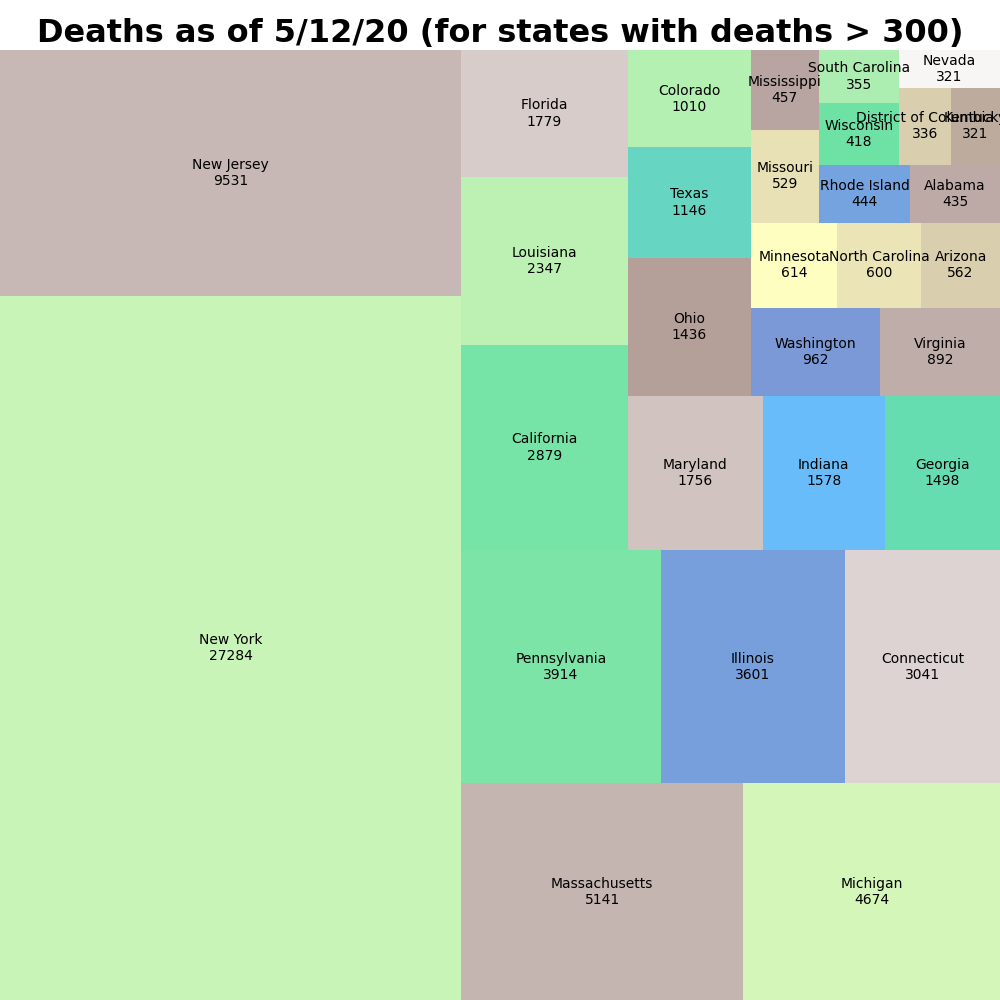 Deaths as of 5/12/20 (for states with deaths > 300)
New Jersey
9531
New York
27284
Florida
1779
Louisiana
2347
California
2879
Colorado
1010
Texas
1146
Ohio
1436
Mississippi
457
Missouri
529
South Carolina
355
Wisconsin
418
Nevada
321
District of Columbia
336
Kentucky
321
Rhode Island
444
Alabama
435
Minnesota
614
North Carolina
600
Arizona
562
Washington
962
Virginia
892
Maryland
1756
Indiana
1578
Georgia
1498
Pennsylvania
3914
Illinois
3601
Connecticut
3041
Massachusetts
5141
Michigan
4674